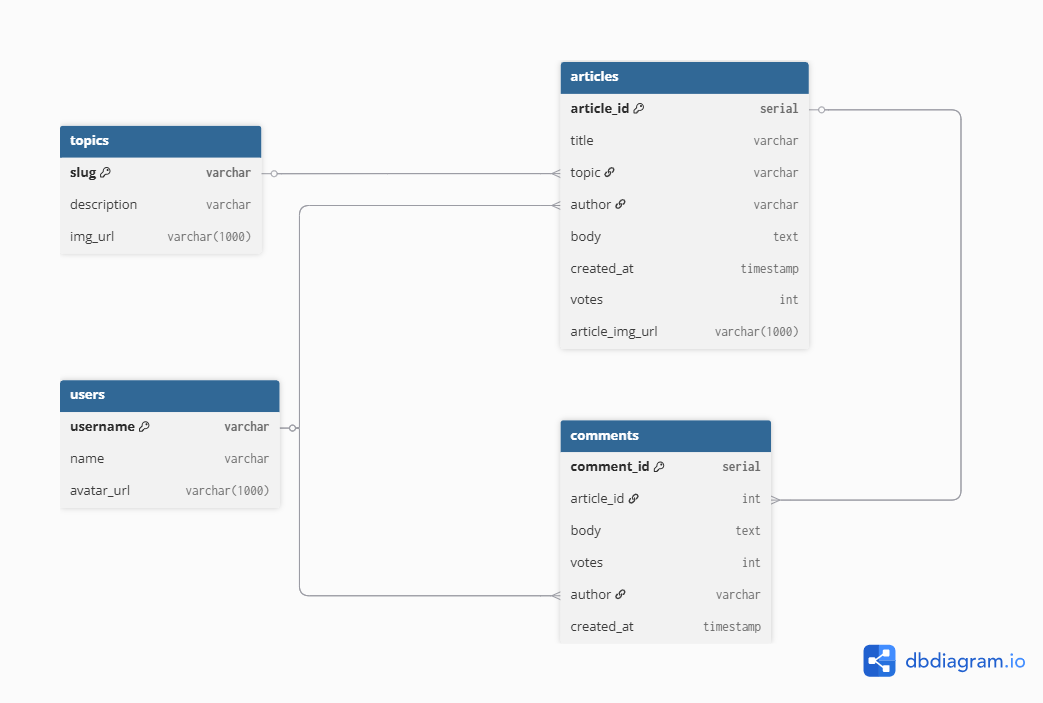 topics
slug varchar
description varchar
img_url varchar(1000)
users
username varchar
name varchar
avatar_url varchar(1000)
articles
article_id serial
title varchar
topic varchar
author varchar
body text
created_at timestamp
votes int
article_img_url varchar(1000)
comments
comment_id serial
article_id int
body text
votes int
author varchar
created_at timestamp
dbdiagram.io